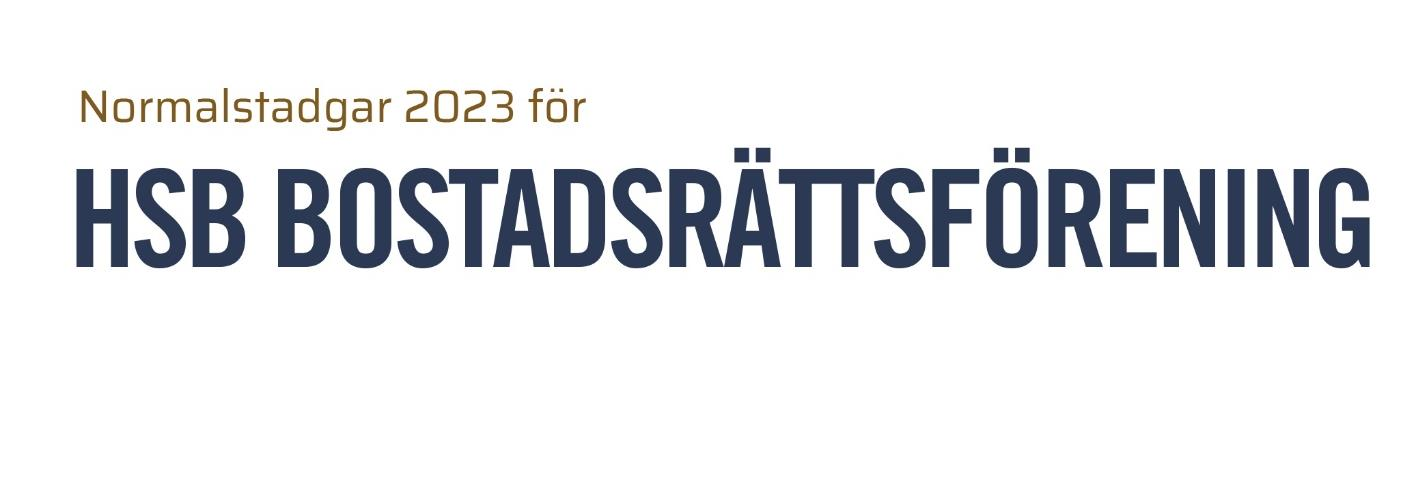 Normalstadgar 2023 för
HSB BOSTADSRÄTTSFÖRENING